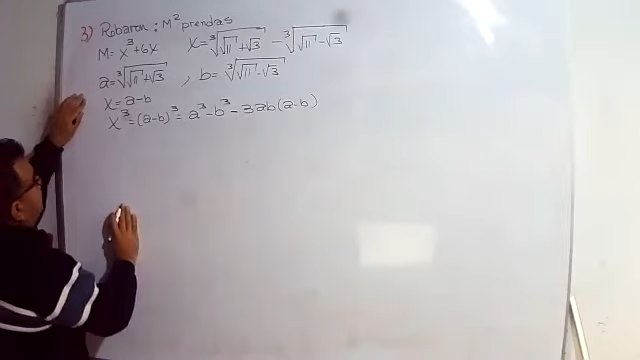 3) Robaron : M² prendas
M = x³+6x   x = ∛(√11+√3) - ∛(√11-√3)
a = ∛(√11+√3) , b = ∛(√11-√3)
x = a-b
x³ = (a-b)³ = a³-b³-3ab(a-b)